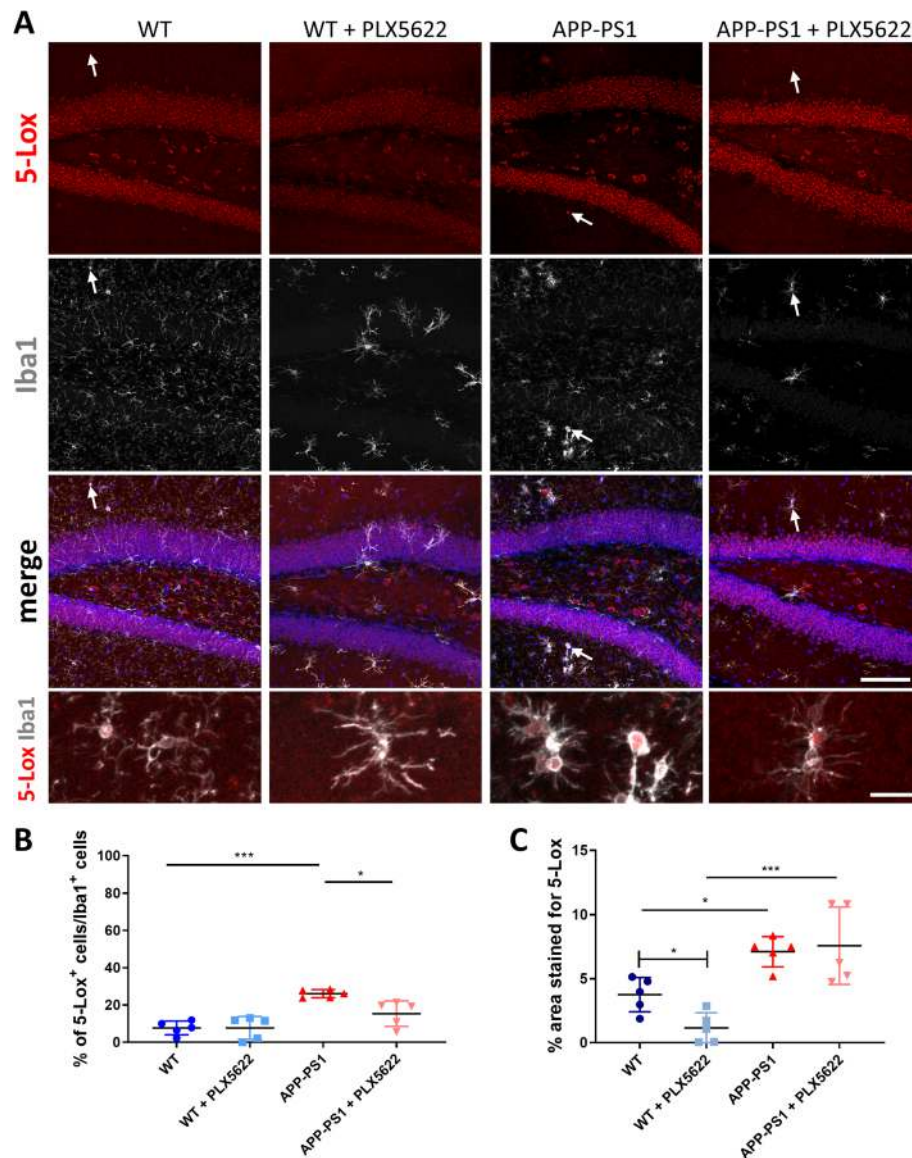 A
WT
WT + PLX5622
APP-PS1
APP-PS1 + PLX5622
5-Lox
Iba1
merge
5-Lox Iba1
B
% of 5-Lox+ cells/Iba1+ cells
100
80
60
40
20
0
***
*
WT
WT + PLX5622
APP-PS1
APP-PS1 + PLX5622
C
% area stained for 5-Lox
15
10
5
0
***
*
*
WT
WT + PLX5622
APP-PS1
APP-PS1 + PLX5622